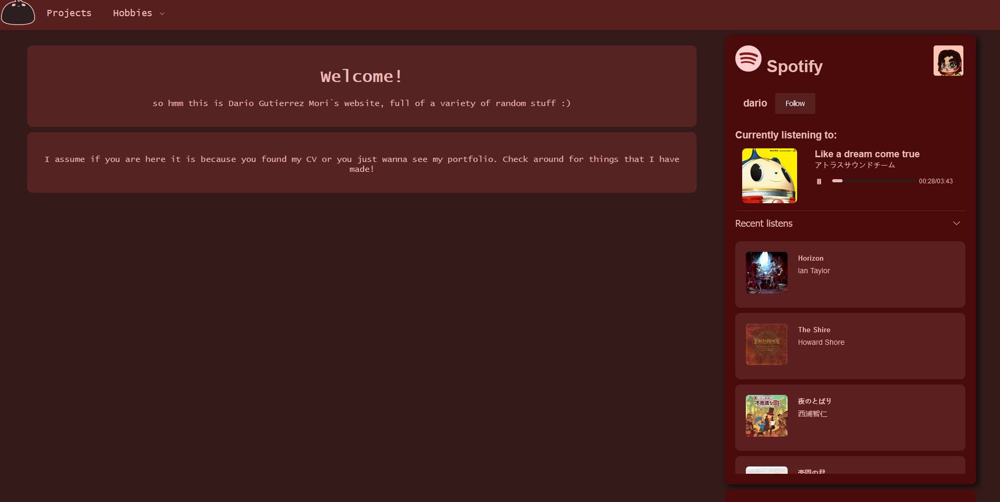 Projects
Hobbies
Welcome!
so hmm this is Dario Gutierrez Mori`s website, full of a variety of random stuff :)
I assume if you are here it is because you found my CV or you just wanna see my portfolio. Check around for things that I have
made!
Spotify
dario
Follow
Currently listening to:
Like a dream come true
アトラスサウンドチーム
00:28/03:43
Recent listens
Horizon
Ian Taylor
The Shire
Howard Shore
夜のとばり
西浦智仁
楽園の君